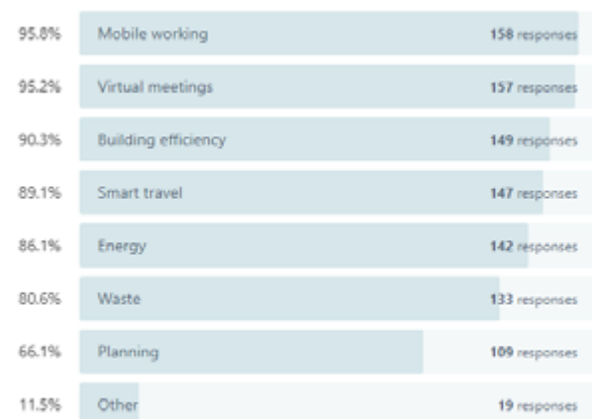 95.8% Mobile working 158 responses
95.2% Virtual meetings 157 responses
90.3% Building efficiency 149 responses
89.1% Smart travel 147 responses
86.1% Energy 142 responses
80.6% Waste 133 responses
66.1% Planning 109 responses
11.5% Other 19 responses